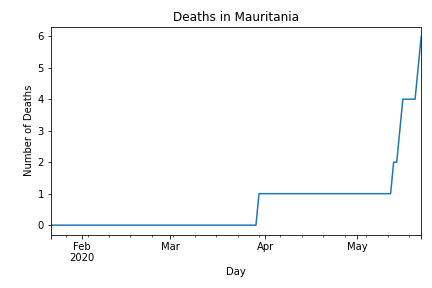 Deaths in Mauritania
6
5
4
3
2
1
0
Number of Deaths
Feb
2020
Mar
Apr
May
Day